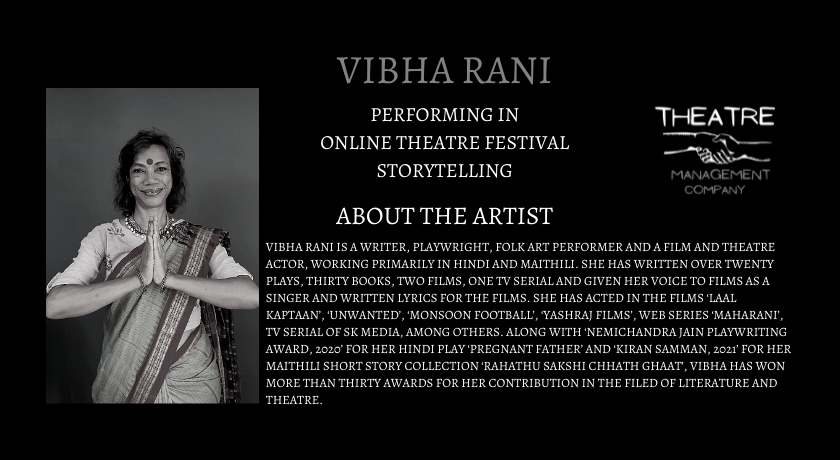 VIBHA RANI
PERFORMING IN
ONLINE THEATRE FESTIVAL
STORYTELLING
THEATRE
MANAGEMENT
COMPANY
ABOUT THE ARTIST
VIBHA RANI IS A WRITER, PLAYWRIGHT, FOLK ART PERFORMER AND A FILM AND THEATRE
ACTOR, WORKING PRIMARILY IN HINDI AND MAITHILI. SHE HAS WRITTEN OVER TWENTY
PLAYS, THIRTY BOOKS, TWO FILMS, ONE TV SERIAL AND GIVEN HER VOICE TO FILMS AS A
SINGER AND WRITTEN LYRICS FOR THE FILMS. SHE HAS ACTED IN THE FILMS ‘LAAL
KAPTAAN’, ‘UNWANTED’, ‘MONSOON FOOTBALL’, ‘YASHRAJ FILMS’, WEB SERIES ‘MAHARANI’,
TV SERIAL OF SK MEDIA, AMONG OTHERS. ALONG WITH ‘NEMICHANDRA JAIN PLAYWRITING
AWARD, 2020’ FOR HER HINDI PLAY ‘PREGNANT FATHER’ AND ‘KIRAN SAMMAN, 2021’ FOR HER
MAITHILI SHORT STORY COLLECTION ‘RAHATHU SAKSHI CHHATH GHAAT’, VIBHA HAS WON
MORE THAN THIRTY AWARDS FOR HER CONTRIBUTION IN THE FILED OF LITERATURE AND
THEATRE.